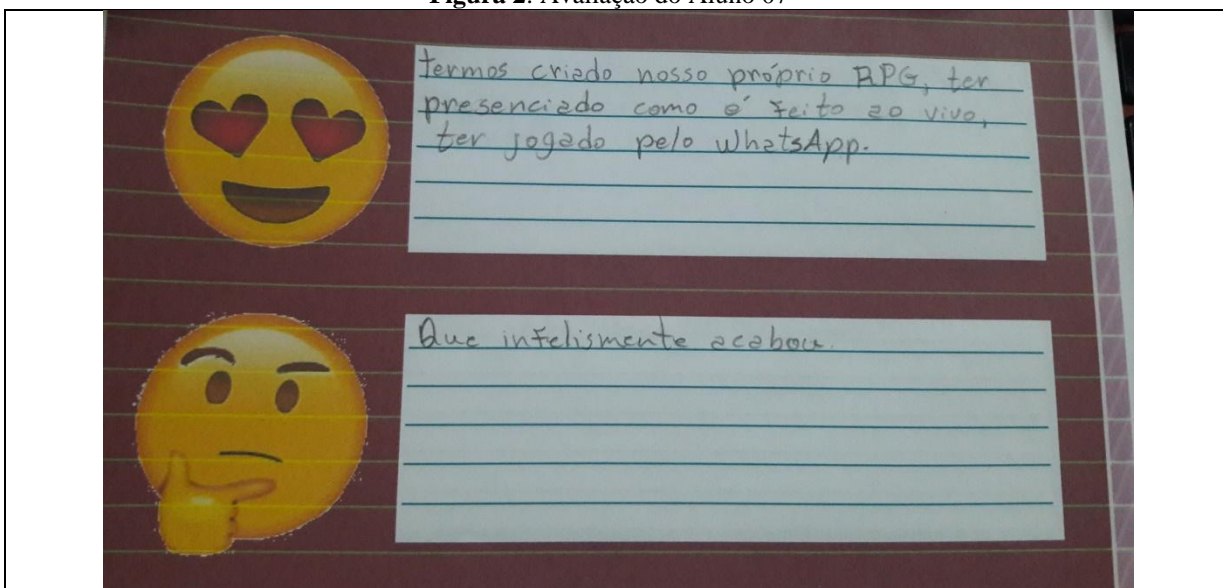 Figura 2: Avaliação do Aluno 07
termos criado nosso próprio RPG, ter
presenciado como é feito ao vivo,
ter jogado pelo WhatsApp.
Que infelismente acabou.